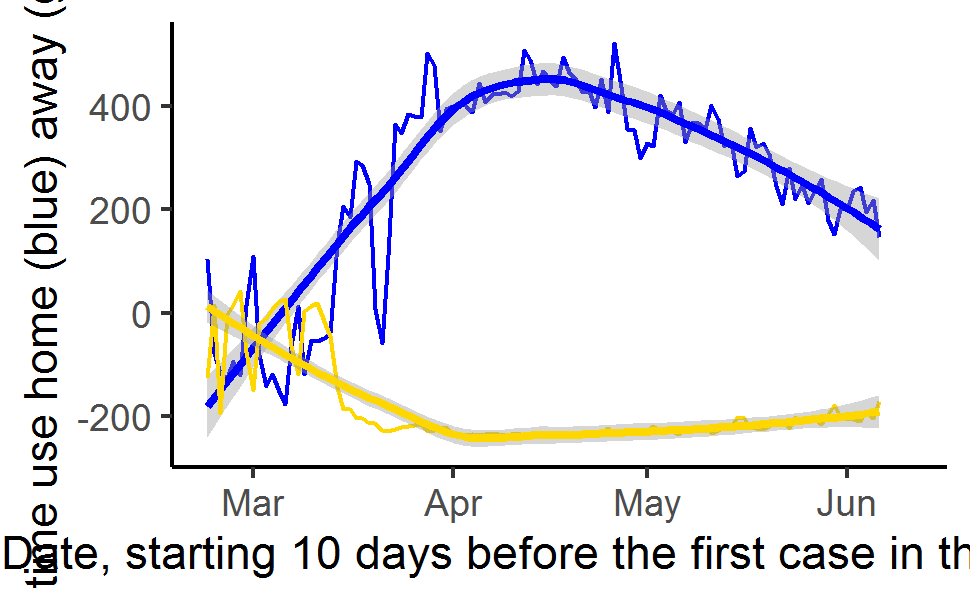 time use home (blue) away (
400
200
0
-200
Mar Apr May Jun
Date, starting 10 days before the first case in th